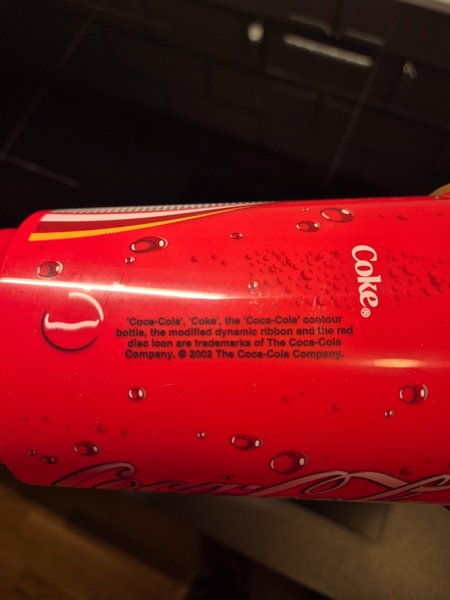 Coke®
'Coca-Cola', 'Coke', the 'Coca-Cola' contour
bottle, the modified dynamic ribbon and the red
disc icon are trademarks of The Coca-Cola
Company. © 2002 The Coca-Cola Company.